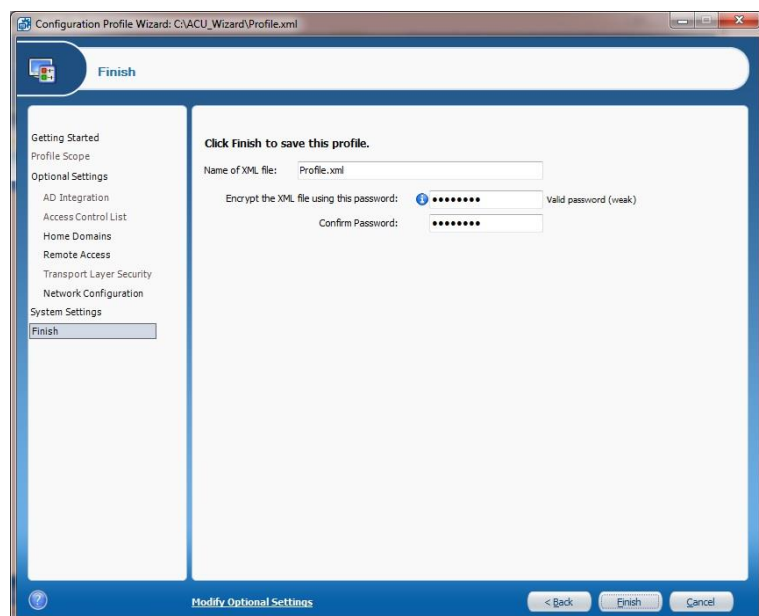 Configuration Profile Wizard: C:\ACU_Wizard\Profile.xml
Finish
Getting Started
Profile Scope
Optional Settings
AD Integration
Access Control List
Home Domains
Remote Access
Transport Layer Security
Network Configuration
System Settings
Finish
Click Finish to save this profile.
Name of XML file: Profile.xml
Encrypt the XML file using this password: •••••••• Valid password (weak)
Confirm Password: ••••••••
Modify Optional Settings
< Back Finish Cancel